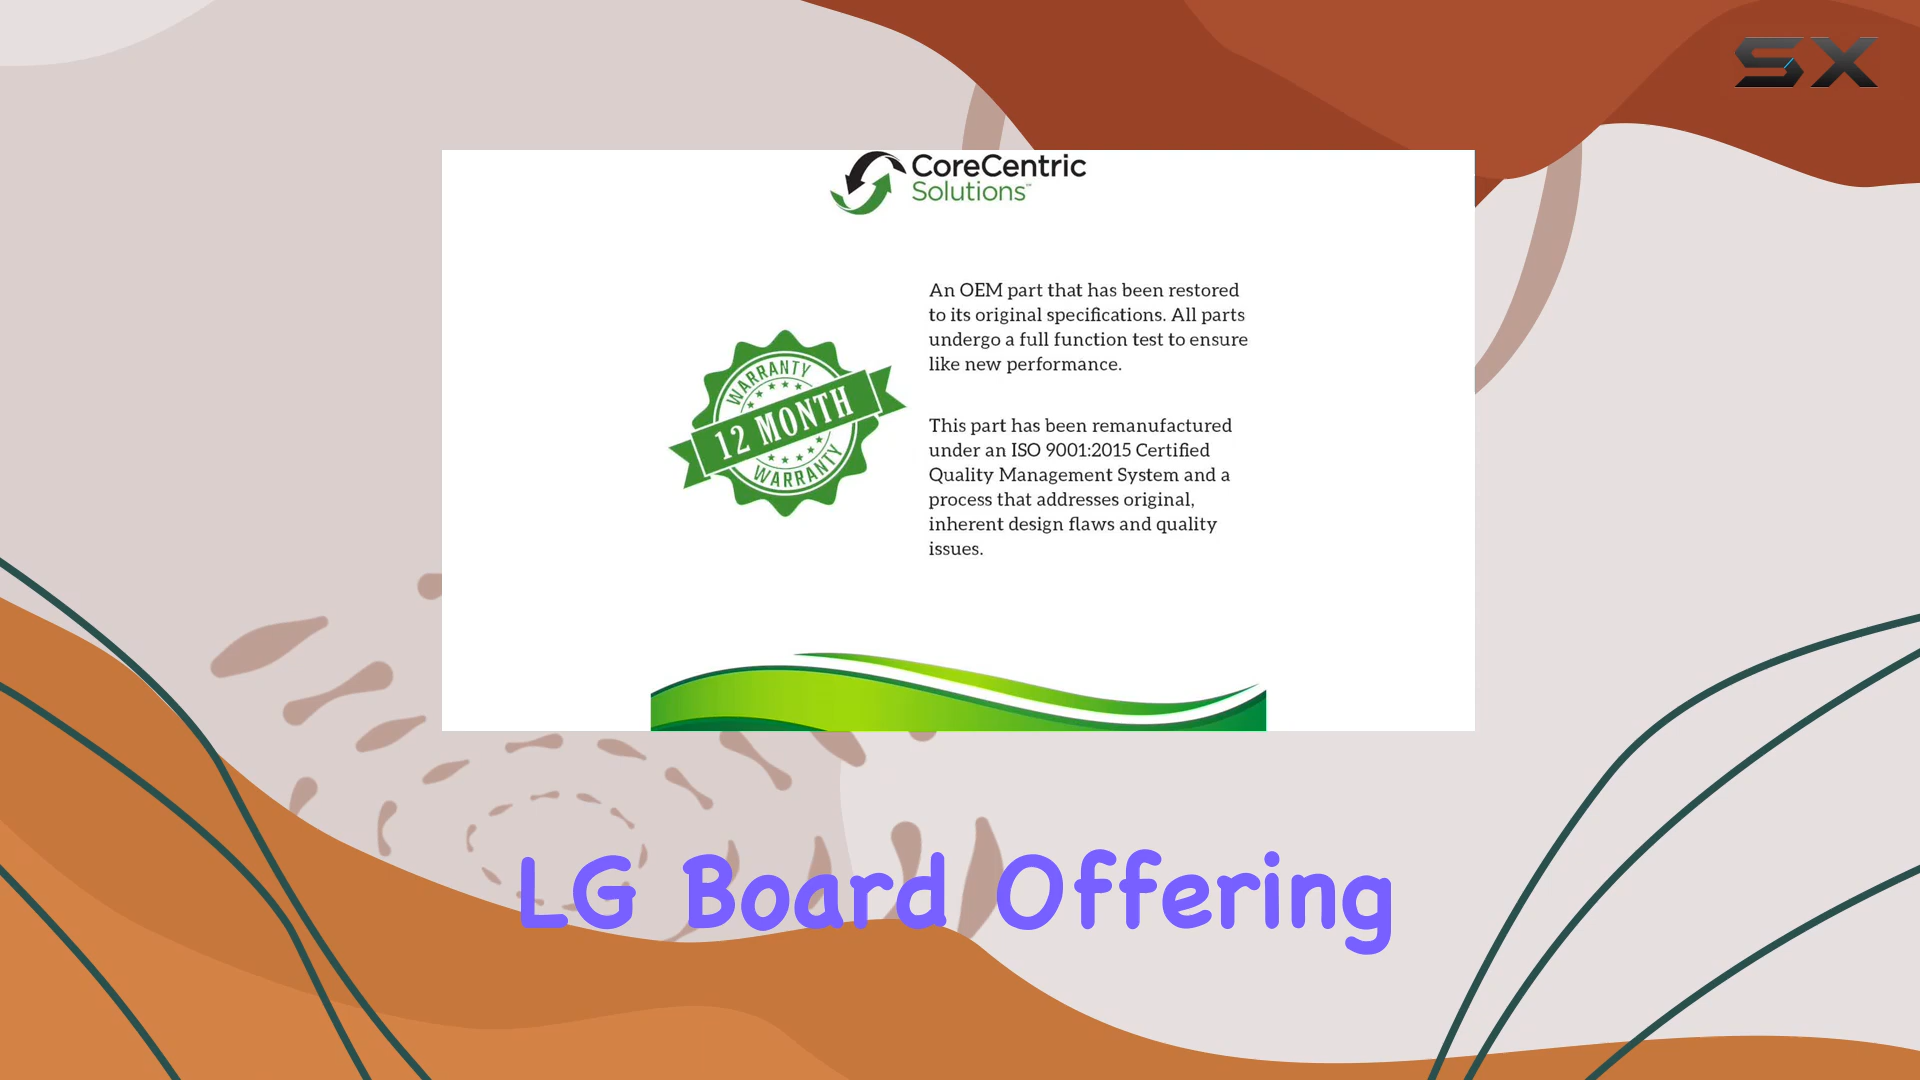 SX
CoreCentric
Solutions
An OEM part that has been restored
to its original specifications. All parts
undergo a full function test to ensure
like new performance.
WARRANTY
12 MONTH
WARRANTY
This part has been remanufactured
under an ISO 9001:2015 Certified
Quality Management System and a
process that addresses original,
inherent design flaws and quality
issues.
LG Board Offering